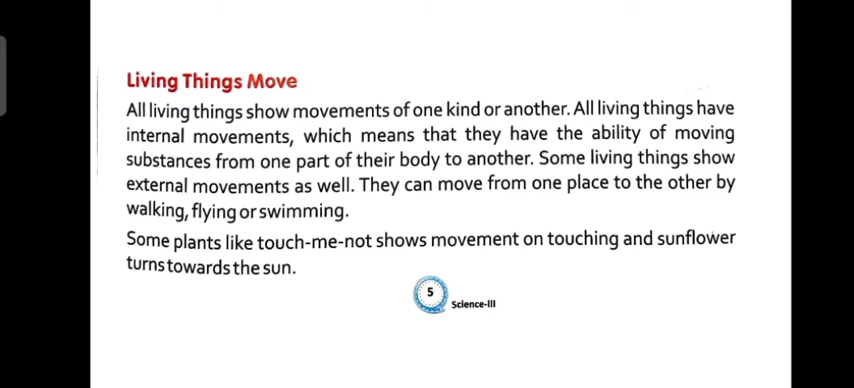 Living Things Move
All living things show movements of one kind or another. All living things have
internal movements, which means that they have the ability of moving
substances from one part of their body to another. Some living things show
external movements as well. They can move from one place to the other by
walking, flying or swimming.
Some plants like touch-me-not shows movement on touching and sunflower
turns towards the sun.
5
Science-III